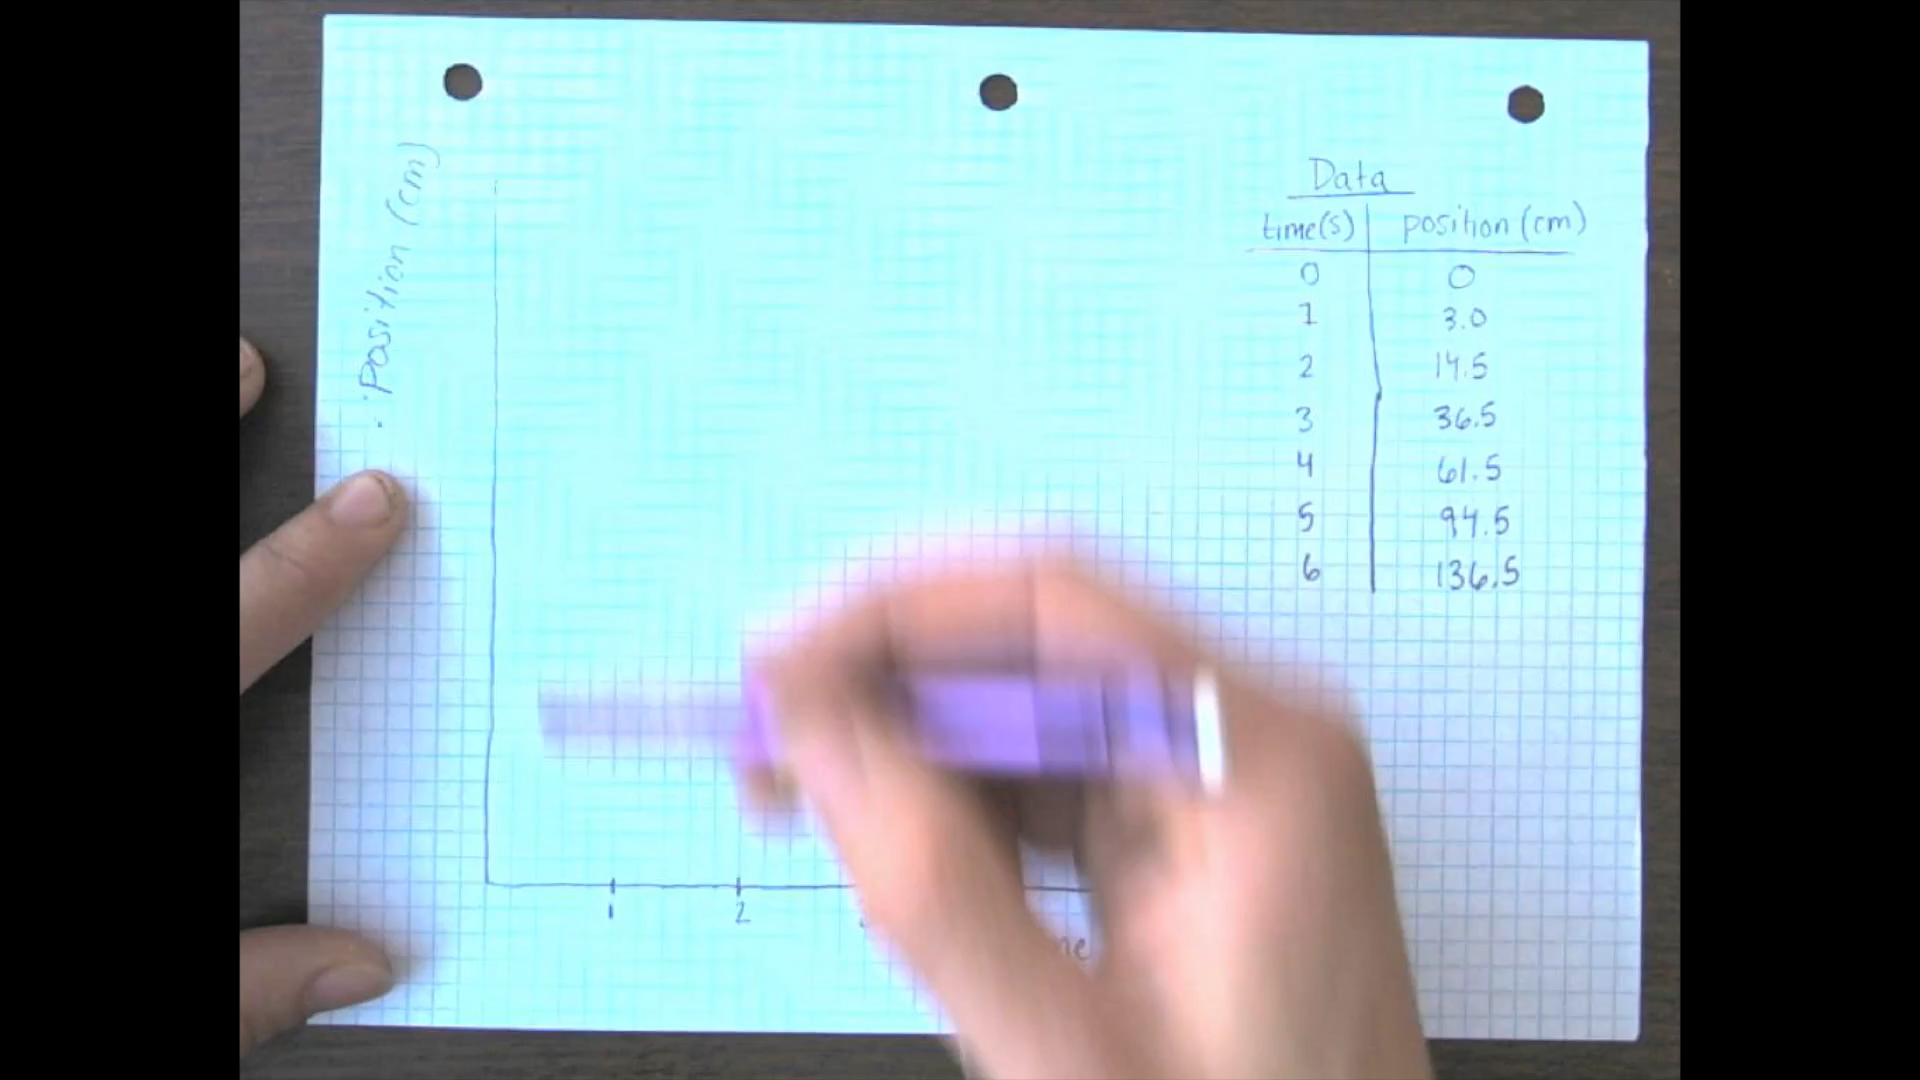 Position (cm)
Data
time(s) position (cm)
0 0
1 3.0
2 14.5
3 36.5
4 61.5
5 94.5
6 136.5
1 2